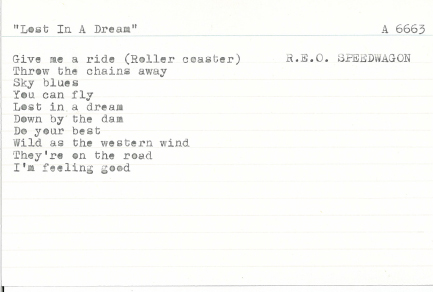 "Lost In A Dream" A 6663
Give me a ride (Roller coaster) R.E.O. SPEEDWAGON
Throw the chains away
Sky blues
You can fly
Lost in a dream
Down by the dam
Do your best
Wild as the western wind
They're on the road
I'm feeling good